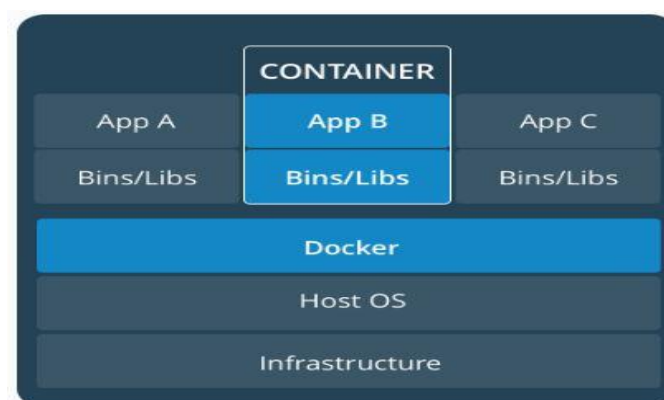 CONTAINER
App A App B App C
Bins/Libs Bins/Libs Bins/Libs
Docker
Host OS
Infrastructure